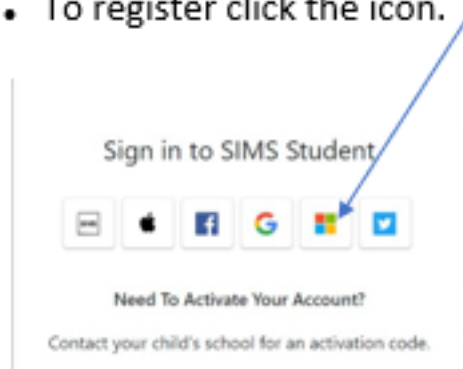 • To register click the icon.
Sign in to SIMS Student
Need To Activate Your Account?
Contact your child's school for an activation code.